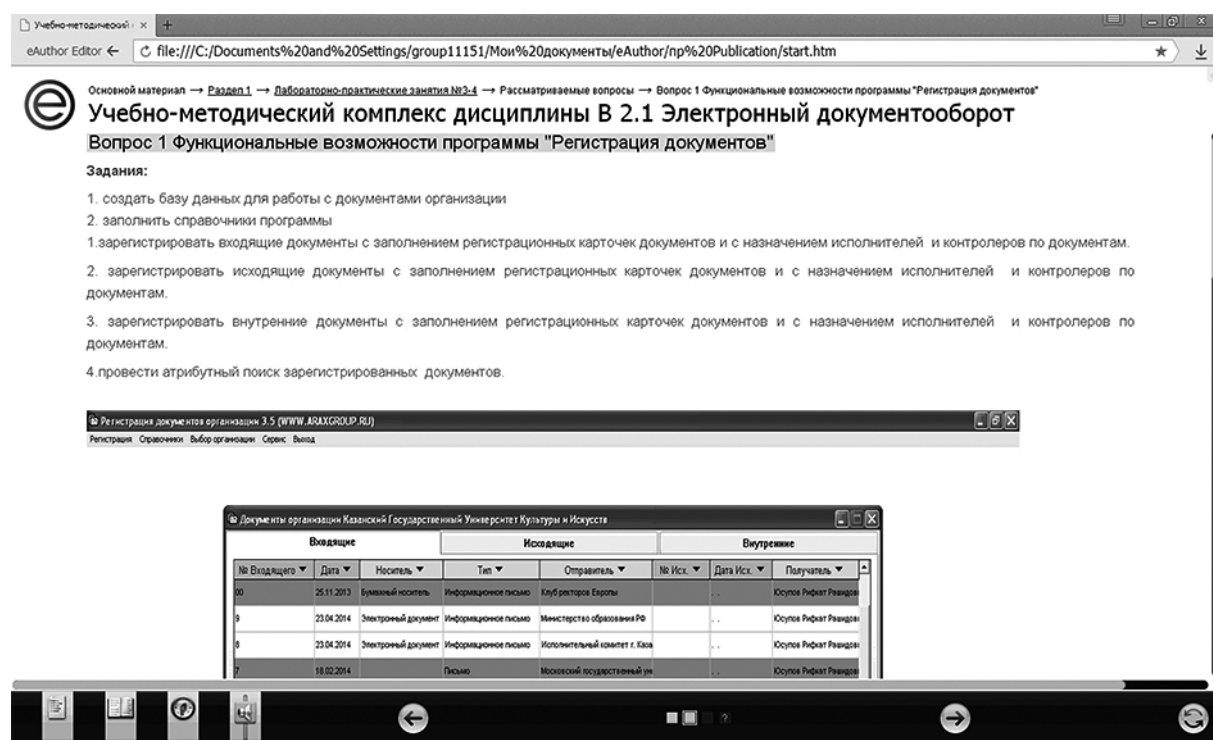 Учебно-методический
eAuthor Editor ← file:///C:/Documents%20and%20Settings/group11151/Мои%20документы/eAuthor/пр%20Publication/start.htm
Основной материал → Раздел 1 → Лабораторно-практические занятия №3-4 → Рассматриваемые вопросы → Вопрос 1 Функциональные возможности программы "Регистрация документов"
Учебно-методический комплекс дисциплины В 2.1 Электронный документооборот
Вопрос 1 Функциональные возможности программы "Регистрация документов"
Задания:
1. создать базу данных для работы с документами организации
2. заполнить справочники программы
1.зарегистрировать входящие документы с заполнением регистрационных карточек документов и с назначением исполнителей и контролеров по документам.
2. зарегистрировать исходящие документы с заполнением регистрационных карточек документов и с назначением исполнителей и контролеров по
документам.
3. зарегистрировать внутренние документы с заполнением регистрационных карточек документов и с назначением исполнителей и контролеров по
документам.
4.провести атрибутный поиск зарегистрированных документов.
Регистрация документов организации 3.5 (WWW.ARAXGROUP.RU)
Регистрация Справочники Выбор организации Сервис Выход
Документы организации Казанский Государственный Университет Культуры и Искусств
Входящие Исходящие Внутренние
№ Входящего Дата Носитель Тип Отправитель № Исх. Дата Исх. Получатель
00 25.11.2013 Бумажный носитель Информационное письмо Клуб ректоров Европы . . Юсупов Рифкат Рашидов
9 23.04.2014 Электронный документ Информационное письмо Министерство образования РФ . . Юсупов Рифкат Рашидов
8 23.04.2014 Электронный документ Информационное письмо Исполнительный комитет г. Каза . . Юсупов Рифкат Рашидов
7 18.02.2014 Письмо Московский государственный ун . . Юсупов Рифкат Рашидов